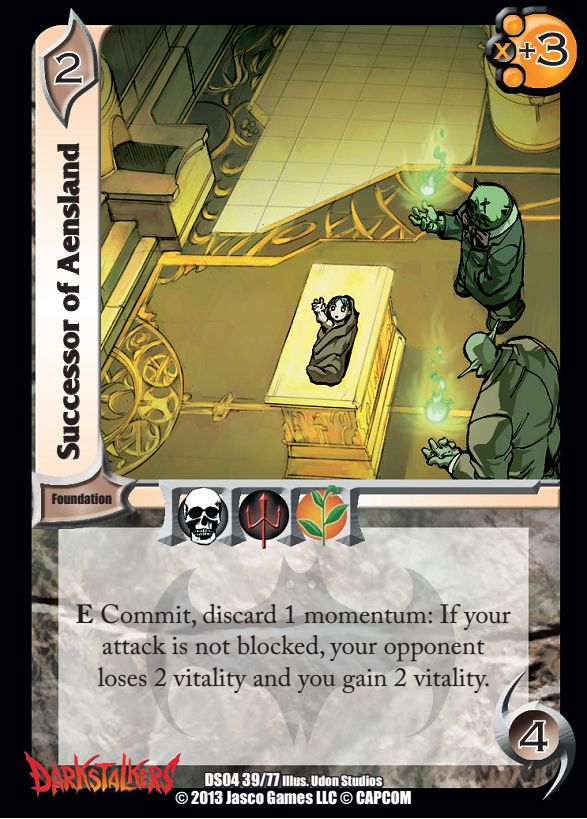 2
x +3
Successor of Aensland
Foundation
E Commit, discard 1 momentum: If your
attack is not blocked, your opponent
loses 2 vitality and you gain 2 vitality.
4
DARKSTALKERS
DS04 39/77 Illus. Udon Studios
© 2013 Jasco Games LLC © CAPCOM